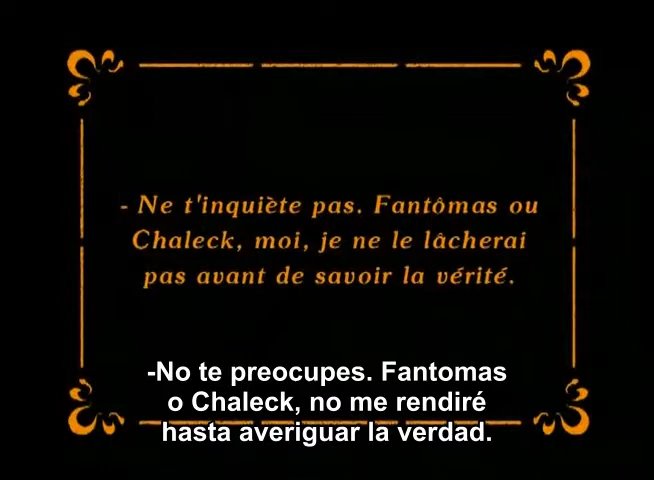 - Ne t'inquiète pas. Fantômas ou
Chaleck, moi, je ne le lâcherai
pas avant de savoir la vérité.
-No te preocupes. Fantomas
o Chaleck, no me rendiré
hasta averiguar la verdad.